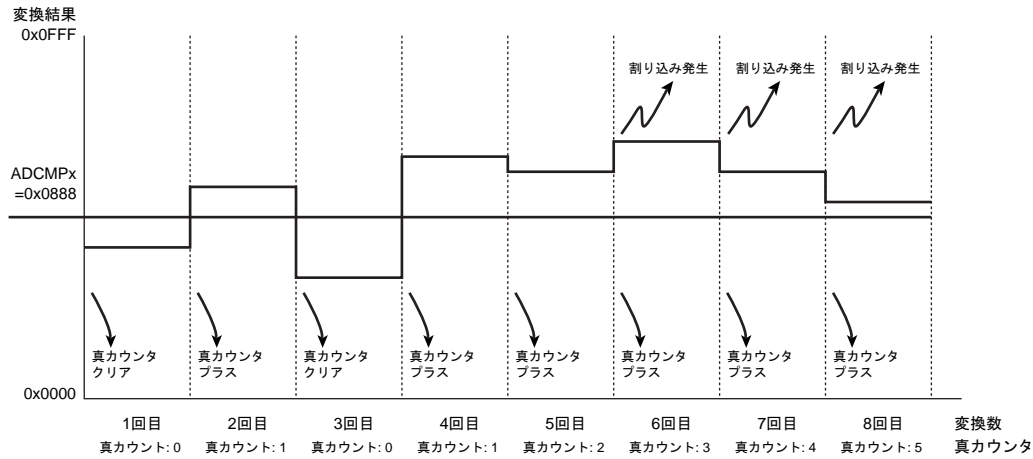 変換結果
0x0FFF
割り込み発生 割り込み発生 割り込み発生
ADCMPx
=0x0888
真カウンタ 真カウンタ 真カウンタ 真カウンタ 真カウンタ 真カウンタ 真カウンタ 真カウンタ
クリア プラス クリア プラス プラス プラス プラス プラス
0x0000
1回目 2回目 3回目 4回目 5回目 6回目 7回目 8回目 変換数
真カウント: 0 真カウント: 1 真カウント: 0 真カウント: 1 真カウント: 2 真カウント: 3 真カウント: 4 真カウント: 5 真カウンタ